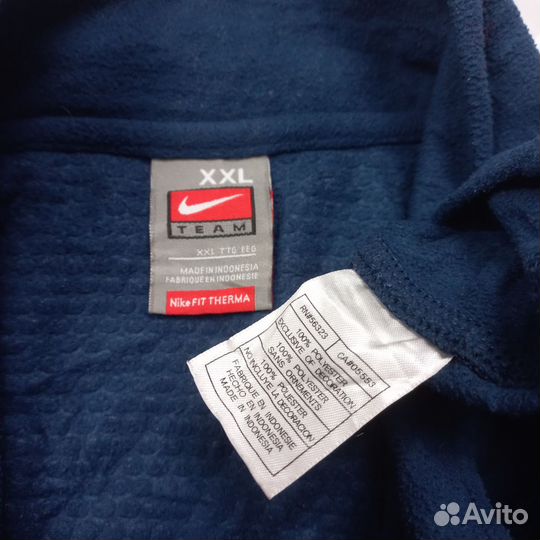 XXL
TEAM
XXL TTG EEG
MADE IN INDONESIA
FABRIQUE EN INDONESIE
Nike FIT THERMA
RN#56323
CA#05553
100% POLYESTER
EXCLUSIVE OF DECORATION
100% POLYESTER
SANS ORNEMENTS
100% POLIESTER
NO INCLUYE LA DECORACION
FABRIQUE EN INDONESIE
HECHO EN INDONESIA
MADE IN INDONESIA
Avito